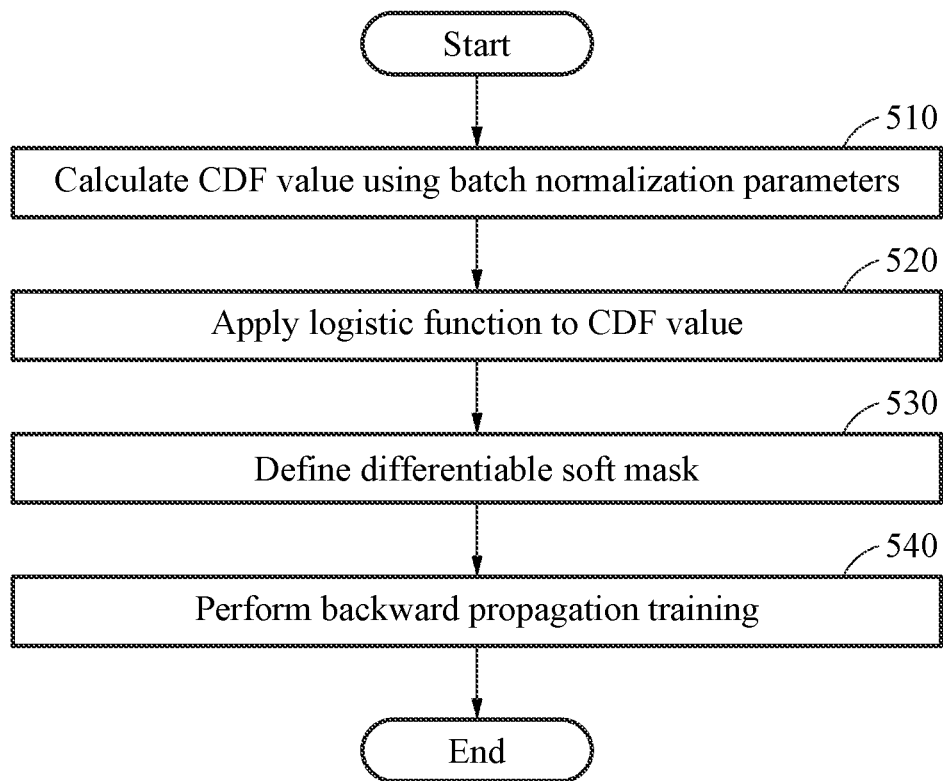 Start
510
Calculate CDF value using batch normalization parameters
520
Apply logistic function to CDF value
530
Define differentiable soft mask
540
Perform backward propagation training
End